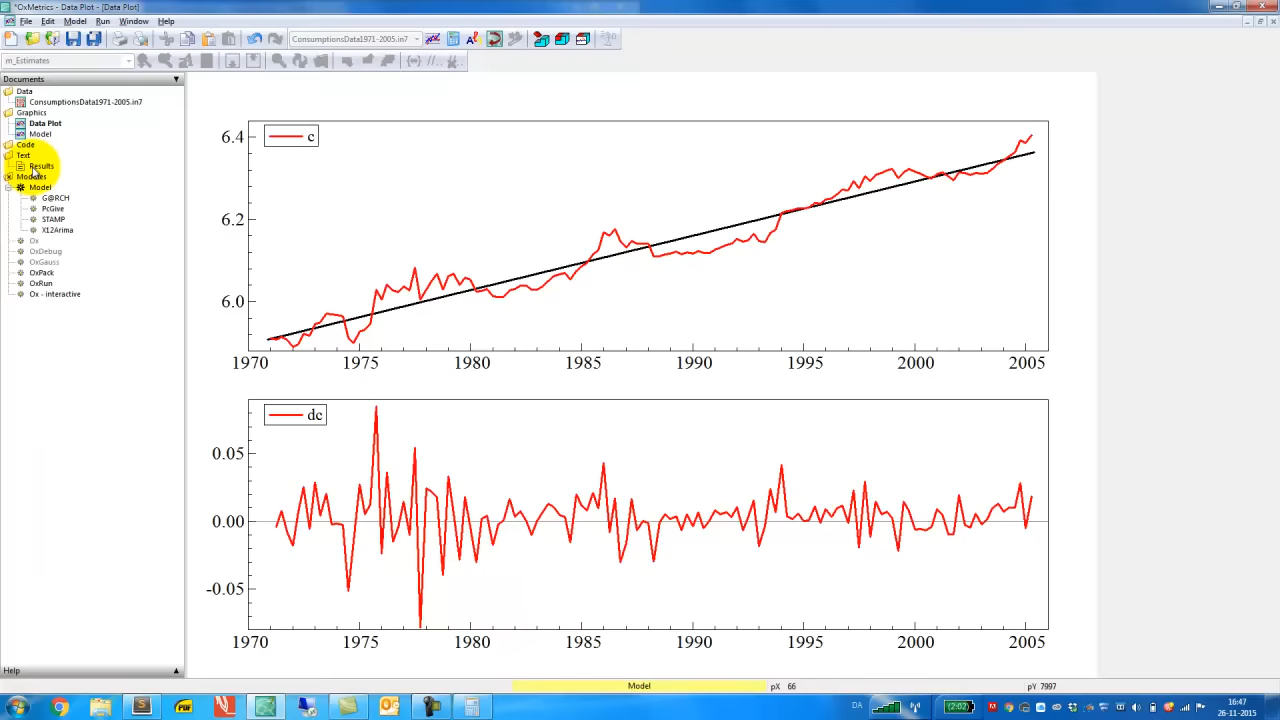 *OxMetrics - Data Plot - [Data Plot]
File Edit Model Run Window Help
ConsumptionsData1971-2005.in7
m_Estimates
Documents
Data
ConsumptionsData1971-2005.in7
Graphics
Data Plot
Model
Code
Text
Results
Modules
Model
G@RCH
PcGive
STAMP
X12Arima
Ox
OxDebug
OxGauss
OxPack
OxRun
Ox - interactive
Help
c
6.4
6.2
6.0
1970 1975 1980 1985 1990 1995 2000 2005
dc
0.05
0.00
-0.05
1970 1975 1980 1985 1990 1995 2000 2005
Model pX 66 pY 7997
PDF
DA
(2:02)
16:47
26-11-2015